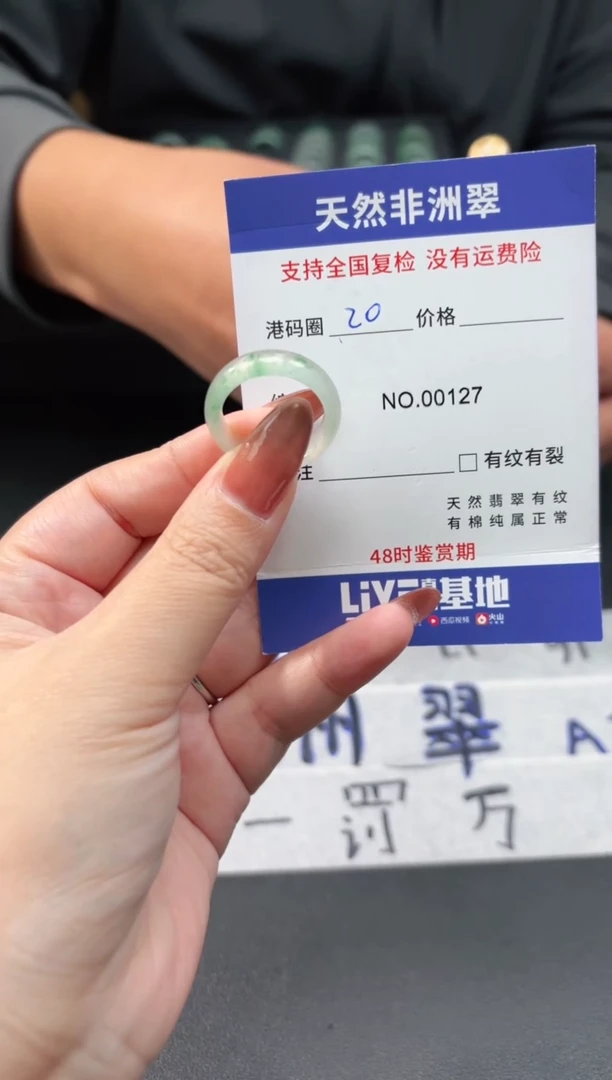 天然非洲翠
支持全国复检 没有运费险
港码圈 20 价格
NO.00127
注 有纹有裂
天然翡翠有纹
有棉纯属正常
48时鉴赏期
基地
西瓜视频 火山
洲 翠 A
一 罚 万